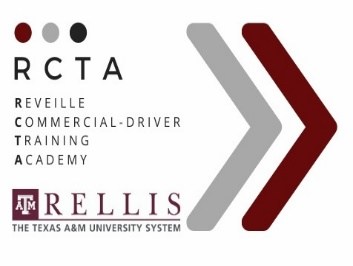 RCTA
REVEILLE
COMMERCIAL-DRIVER
TRAINING
ACADEMY
ATM RELLIS
THE TEXAS A&M UNIVERSITY SYSTEM